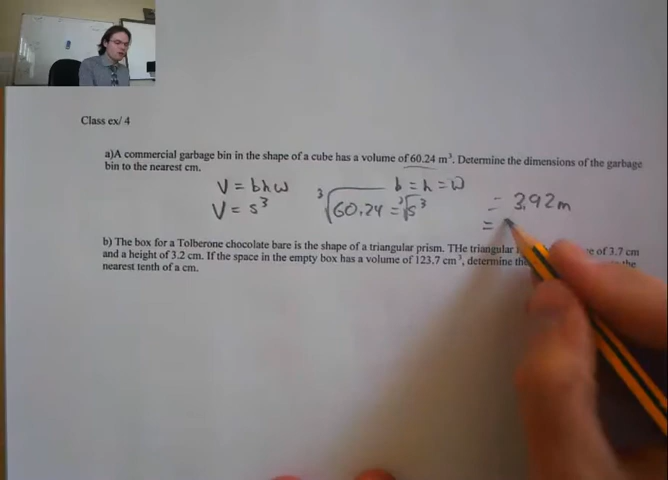 Class ex/ 4
a)A commercial garbage bin in the shape of a cube has a volume of 60.24 m³. Determine the dimensions of the garbage
bin to the nearest cm.
V = bhw
b = h = w
V = s³
³√60.24 = ³√s³
= 3.92m
=
b) The box for a Tolberone chocolate bare is the shape of a triangular prism. THe triangular of 3.7 cm
and a height of 3.2 cm. If the space in the empty box has a volume of 123.7 cm³, determine the the
nearest tenth of a cm.